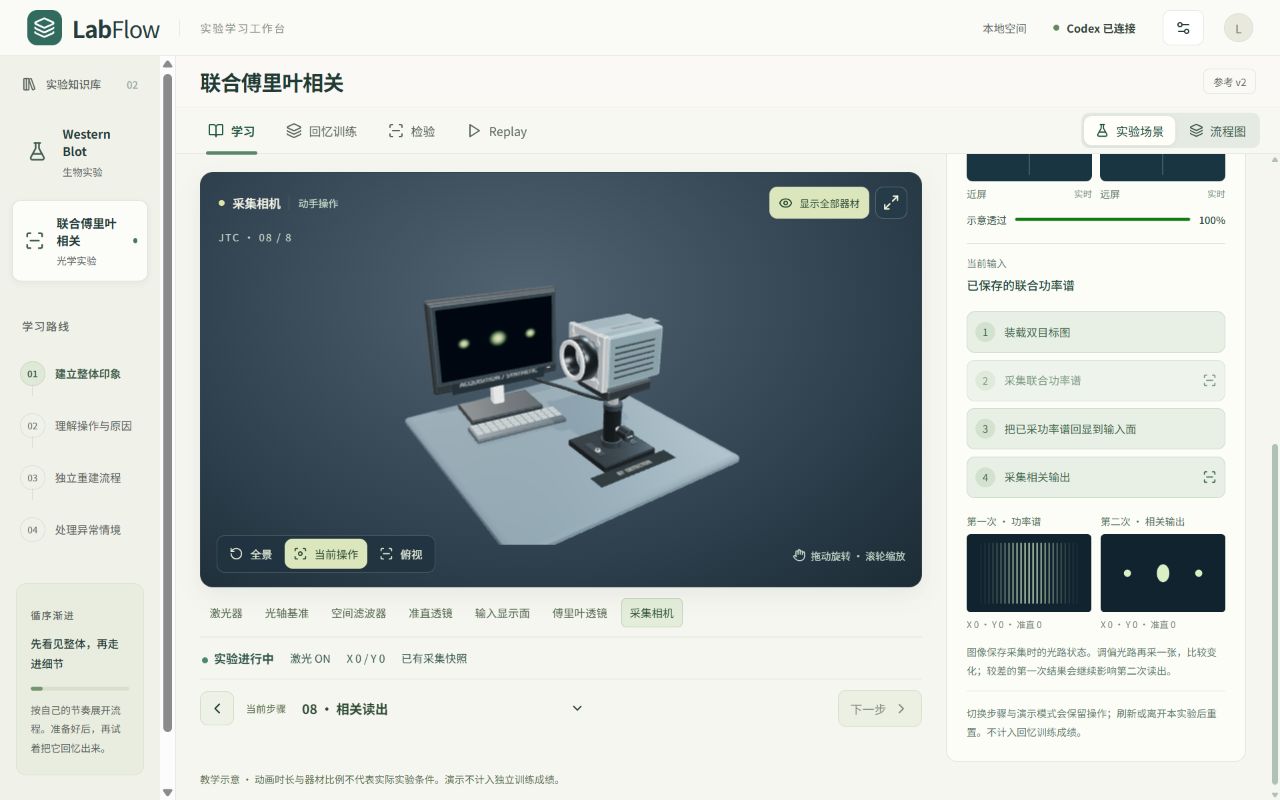 LabFlow
实验学习工作台
本地空间
Codex 已连接
L
实验知识库 02
Western
Blot
生物实验
联合傅里叶
相关
光学实验
学习路线
01 建立整体印象
02 理解操作与原因
03 独立重建流程
04 处理异常情境
循序渐进
先看见整体，再走
进细节
按自己的节奏展开流
程。准备好后，再试
着把它回忆出来。
联合傅里叶相关
参考 v2
学习
回忆训练
检验
Replay
实验场景
流程图
采集相机
动手操作
显示全部器材
JTC · 08 / 8
ACQUISITION / SYNTHETIC
全景
当前操作
俯视
拖动旋转 · 滚轮缩放
激光器
光轴基准
空间滤波器
准直透镜
输入显示面
傅里叶透镜
采集相机
实验进行中
激光 ON
X 0 / Y 0
已有采集快照
当前步骤
08 · 相关读出
下一步
教学示意 · 动画时长与器材比例不代表实际实验条件。演示不计入独立训练成绩。
近屏 实时
远屏 实时
示意透过 100%
当前输入
已保存的联合功率谱
1 装载双目标图
2 采集联合功率谱
3 把已采功率谱回显到输入面
4 采集相关输出
第一次 · 功率谱
第二次 · 相关输出
X 0 · Y 0 · 准直 0
X 0 · Y 0 · 准直 0
图像保存采集时的光路状态。调偏光路再采一张，比较变
化；较差的第一次结果会继续影响第二次读出。
切换步骤与演示模式会保留操作；刷新或离开本实验后重
置。不计入回忆训练成绩。